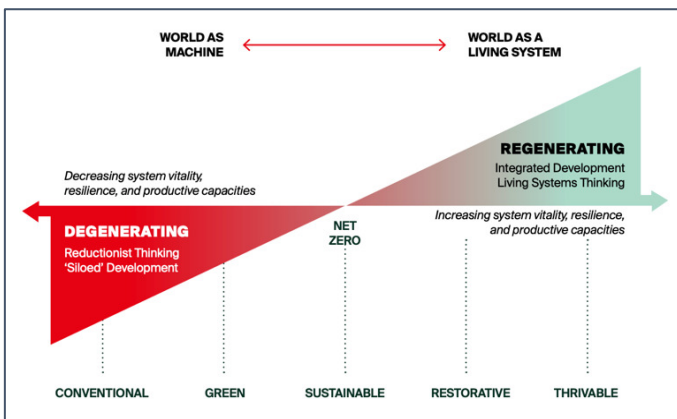 WORLD AS
MACHINE
WORLD AS A
LIVING SYSTEM
Decreasing system vitality,
resilience, and productive capacities
REGENERATING
Integrated Development
Living Systems Thinking
DEGENERATING
Reductionist Thinking
‘Siloed’ Development
NET
ZERO
Increasing system vitality, resilience,
and productive capacities
CONVENTIONAL
GREEN
SUSTAINABLE
RESTORATIVE
THRIVABLE